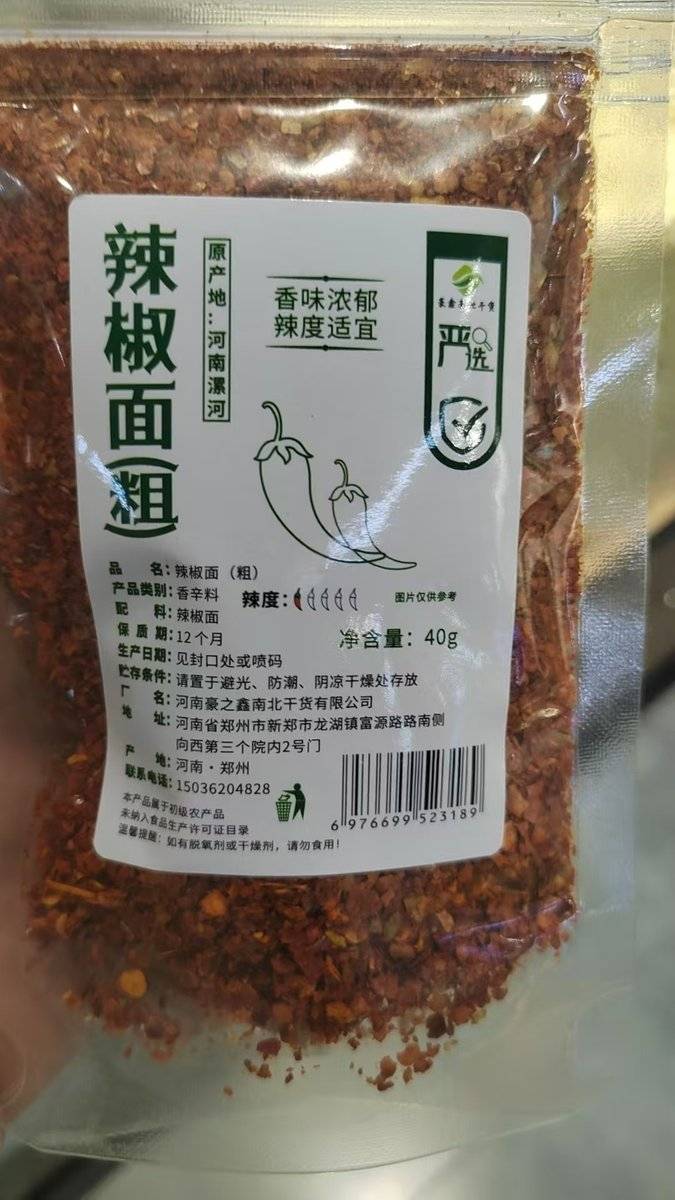 辣椒面(粗)
原产地:河南漯河
香味浓郁
辣度适宜
严选
品 名:辣椒面(粗)
产品类别:香辛料
辣度:
图片仅供参考
配 料:辣椒面
保 质 期:12个月
净含量:40g
生产日期:见封口处或喷码
贮存条件:请置于避光、防潮、阴凉干燥处存放
厂 名:河南豪之鑫南北干货有限公司
地 址:河南省郑州市新郑市龙湖镇富源路路南侧
向西第三个院内2号门
产 地:河南·郑州
联系电话:15036204828
本产品属于初级农产品
未纳入食品生产许可证目录
温馨提醒:如有脱氧剂或干燥剂,请勿食用!
6 976699 523189